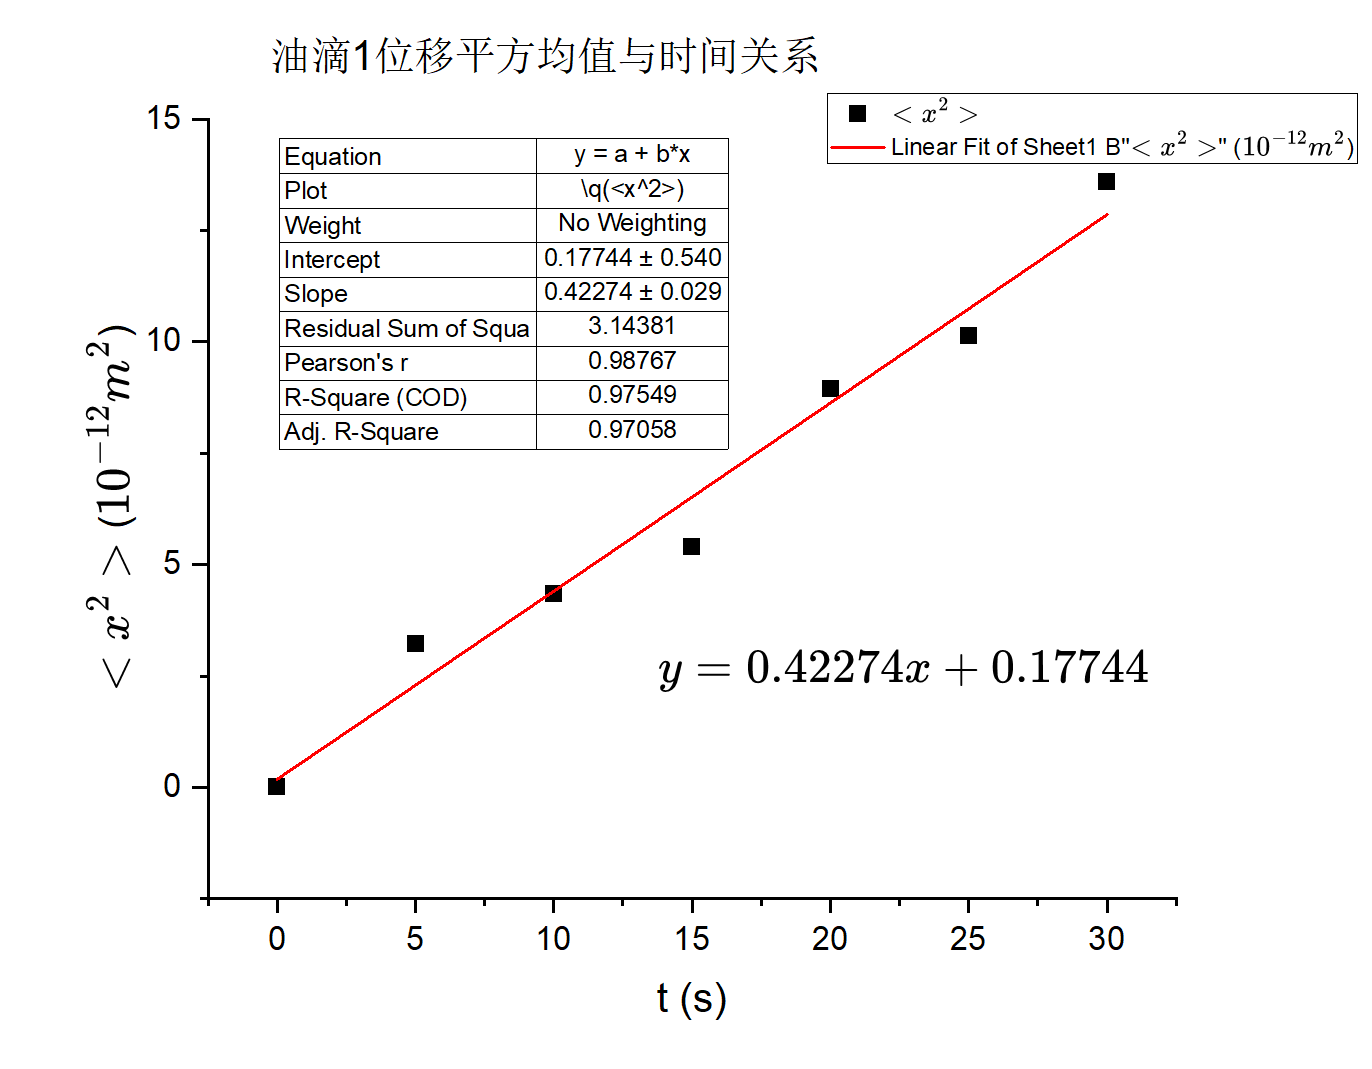 油滴1位移平方均值与时间关系
< x² >
Linear Fit of Sheet1 B"< x² >" (10⁻¹²m²)
Equation y = a + b*x
Plot \q(<x^2>)
Weight No Weighting
Intercept 0.17744 ± 0.540
Slope 0.42274 ± 0.029
Residual Sum of Squa 3.14381
Pearson's r 0.98767
R-Square (COD) 0.97549
Adj. R-Square 0.97058
15
10
5
0
< x² > (10⁻¹²m²)
y = 0.42274x + 0.17744
0 5 10 15 20 25 30
t (s)